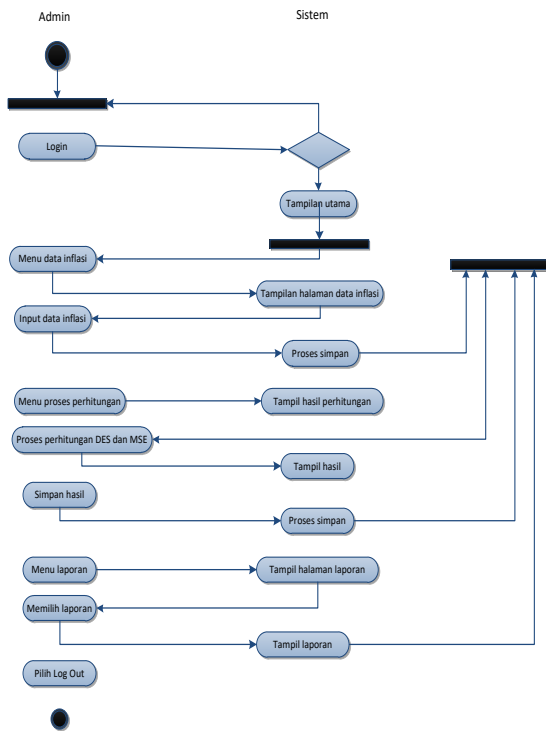 Admin
Sistem
Login
Tampilan utama
Menu data inflasi
Tampilan halaman data inflasi
Input data inflasi
Proses simpan
Menu proses perhitungan
Tampil hasil perhitungan
Proses perhitungan DES dan MSE
Tampil hasil
Simpan hasil
Proses simpan
Menu laporan
Tampil halaman laporan
Memilih laporan
Tampil laporan
Pilih Log Out